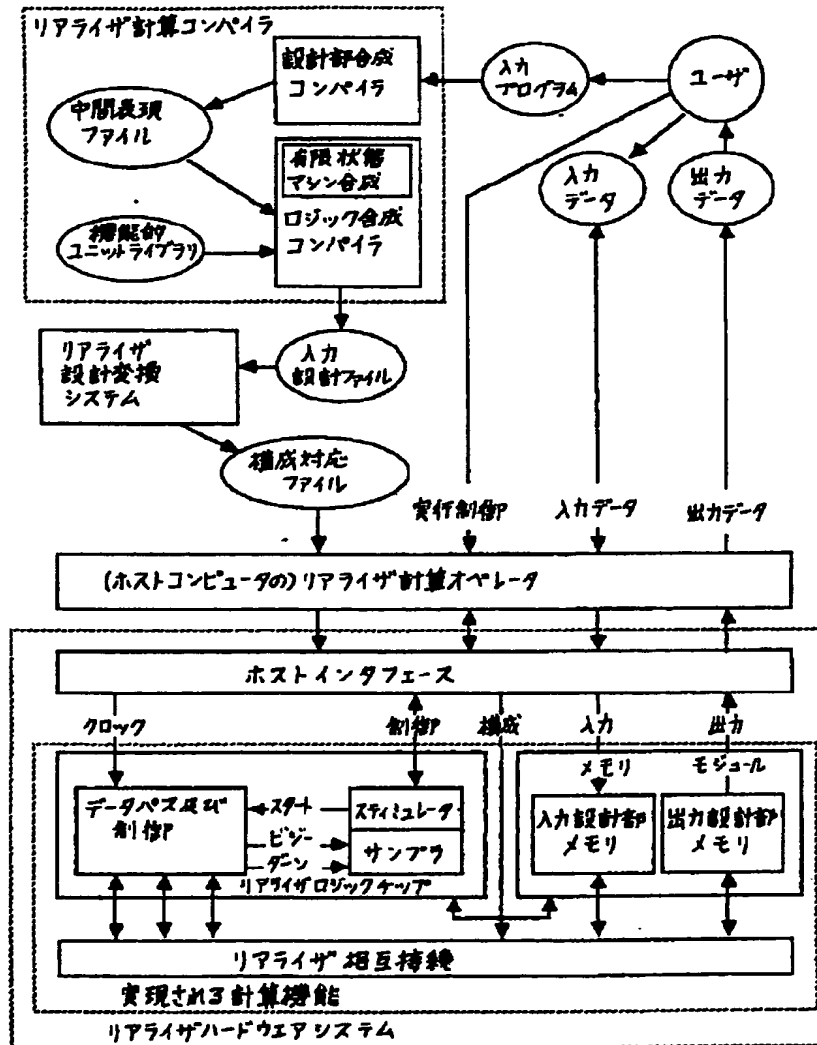 リアライザ計算コンパイラ
設計部合成
コンパイラ
入力
プログラム
ユーザ
中間表現
ファイル
有限状態
マシン合成
ロジック合成
コンパイラ
機能的
ユニットライブラリ
入力
データ
出力
データ
リアライザ
設計変換
システム
入力
設計ファイル
構成対応
ファイル
実行制御
入力データ
出力データ
(ホストコンピュータの)リアライザ計算オペレータ
ホストインタフェース
クロック
制御
構成
入力
出力
メモリ
モジュール
データパス及び
制御
スタート
ビジー
ダーン
スティミュレータ
サンプラ
リアライザロジックチップ
入力設計部
メモリ
出力設計部
メモリ
リアライザ相互接続
実現される計算機能
リアライザハードウエアシステム